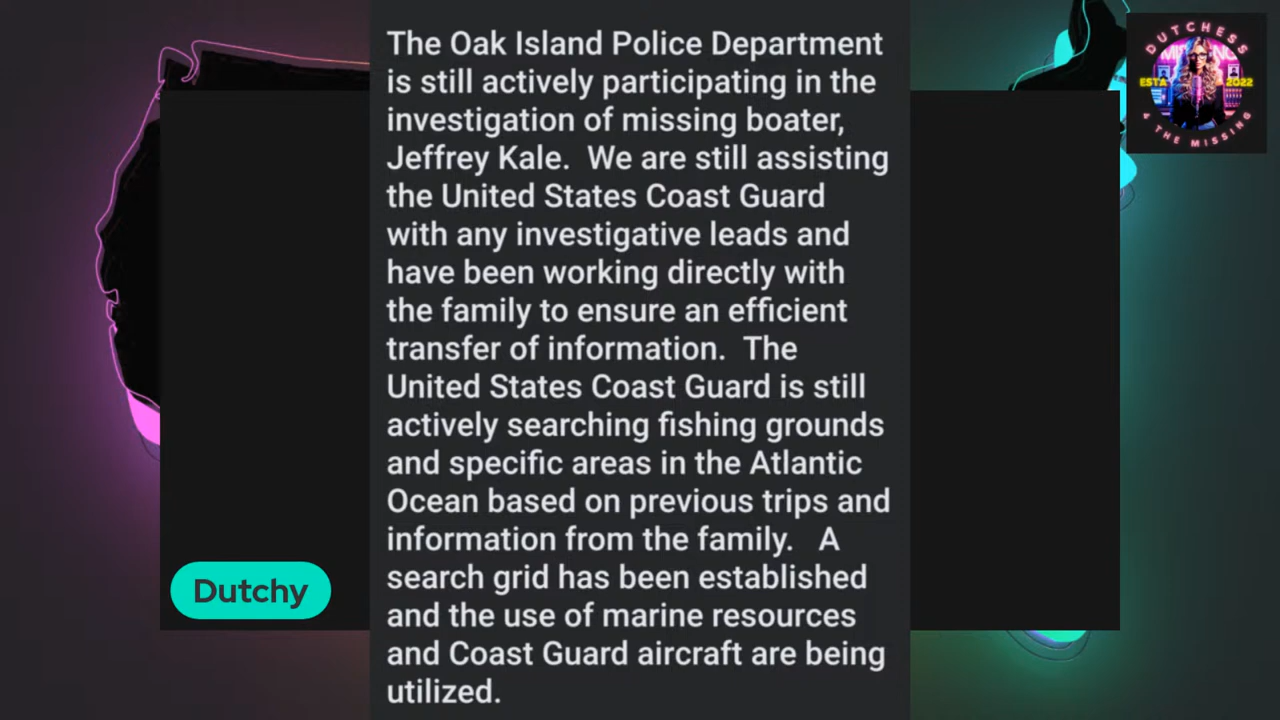 The Oak Island Police Department
is still actively participating in the
investigation of missing boater,
Jeffrey Kale.  We are still assisting
the United States Coast Guard
with any investigative leads and
have been working directly with
the family to ensure an efficient
transfer of information.  The
United States Coast Guard is still
actively searching fishing grounds
and specific areas in the Atlantic
Ocean based on previous trips and
information from the family.   A
search grid has been established
and the use of marine resources
and Coast Guard aircraft are being
utilized.
Dutchy
DUTCHESS
MISSING
ESTA 2022
4 THE MISSING